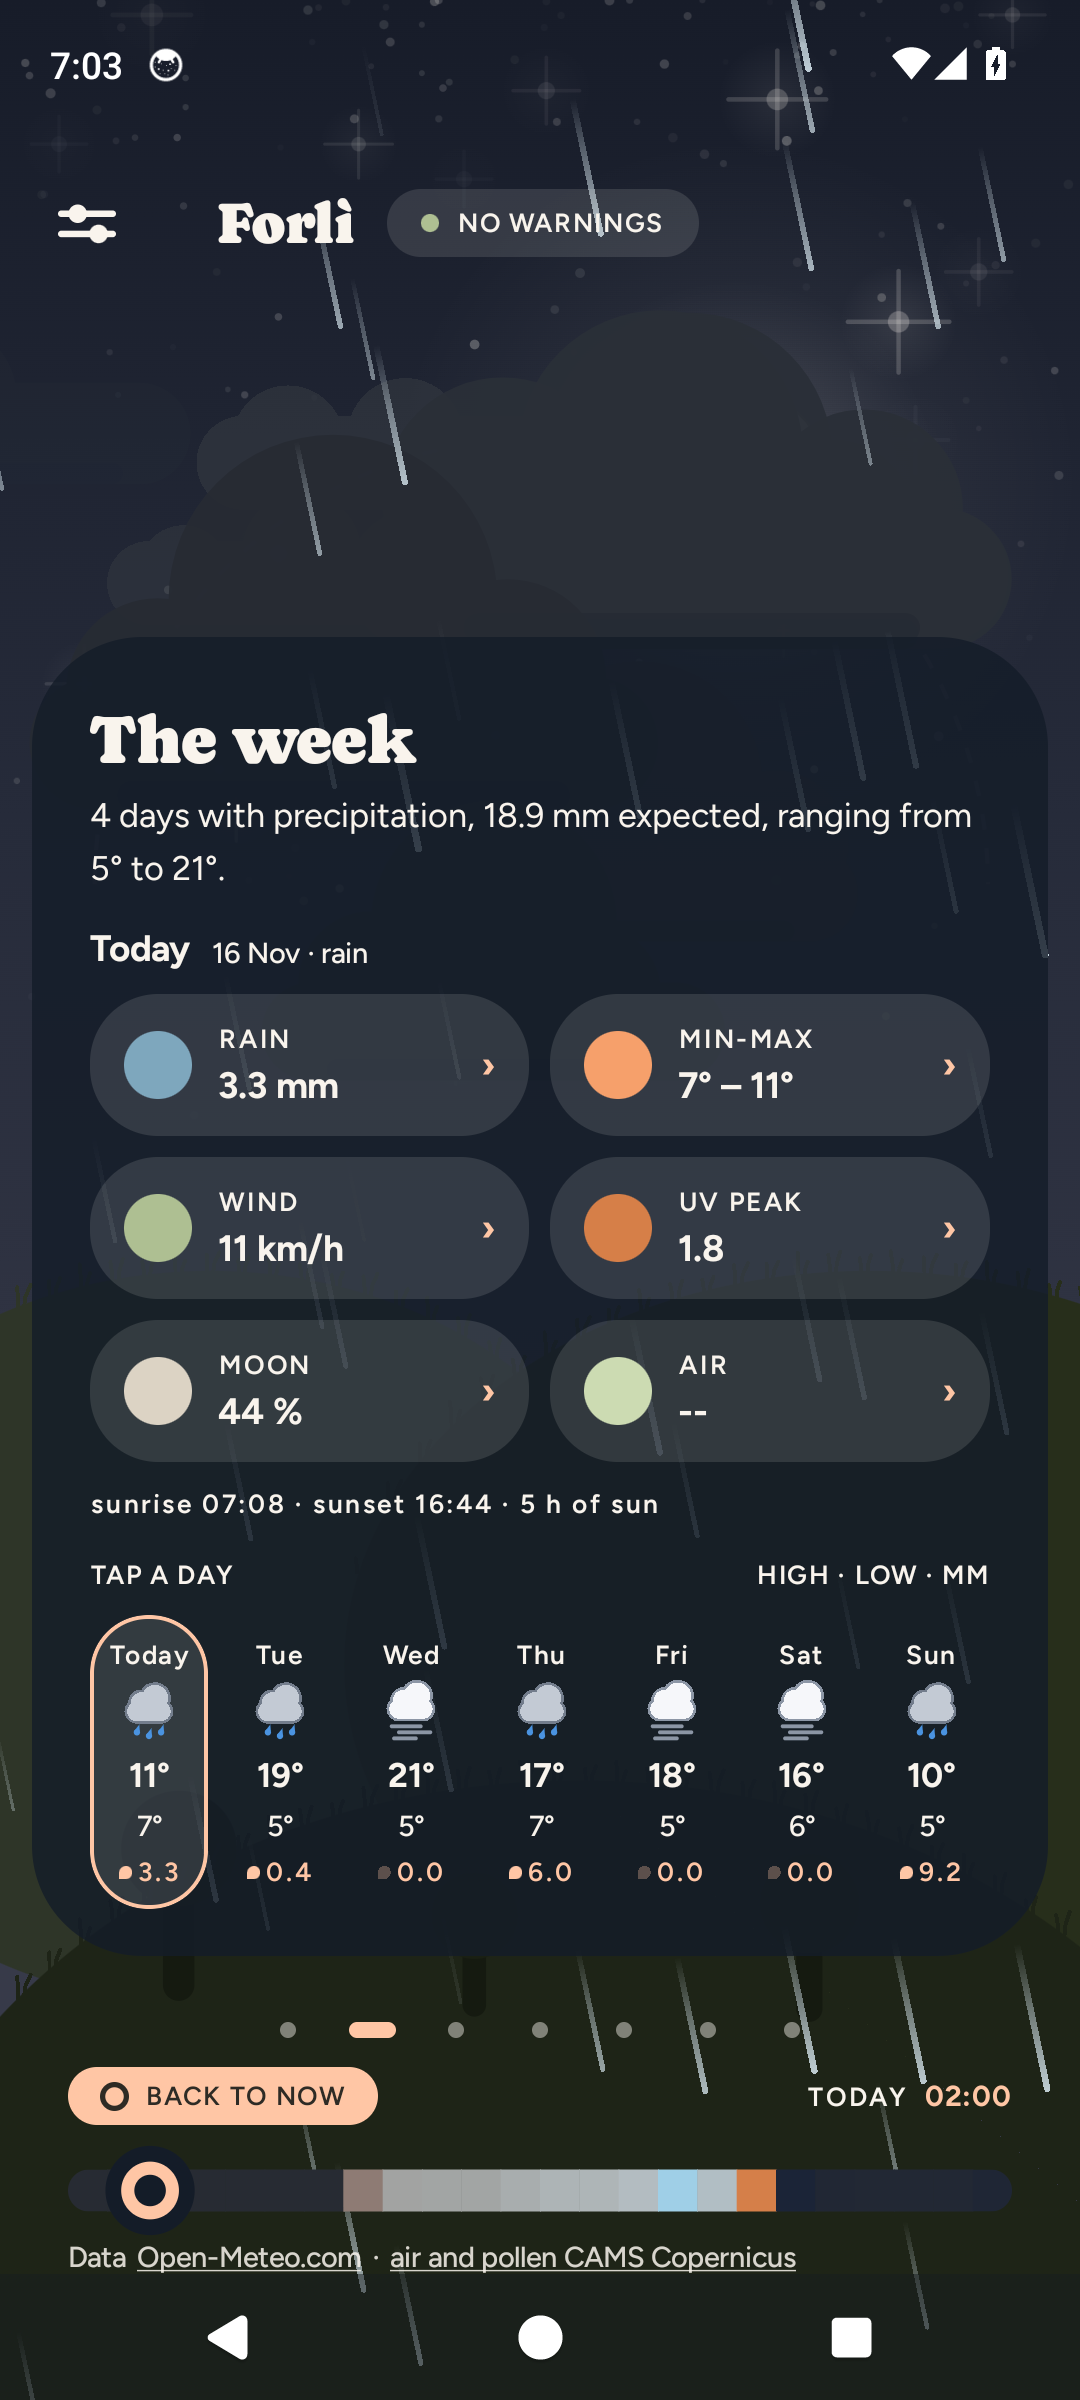 7:03
Forlì
NO WARNINGS
The week
4 days with precipitation, 18.9 mm expected, ranging from
5° to 21°.
Today 16 Nov · rain
RAIN
3.3 mm
›
MIN-MAX
7° – 11°
›
WIND
11 km/h
›
UV PEAK
1.8
›
MOON
44 %
›
AIR
--
›
sunrise 07:08 · sunset 16:44 · 5 h of sun
TAP A DAY
HIGH · LOW · MM
Today Tue Wed Thu Fri Sat Sun
11° 19° 21° 17° 18° 16° 10°
7° 5° 5° 7° 5° 6° 5°
3.3 0.4 0.0 6.0 0.0 0.0 9.2
BACK TO NOW
TODAY 02:00
Data Open-Meteo.com · air and pollen CAMS Copernicus